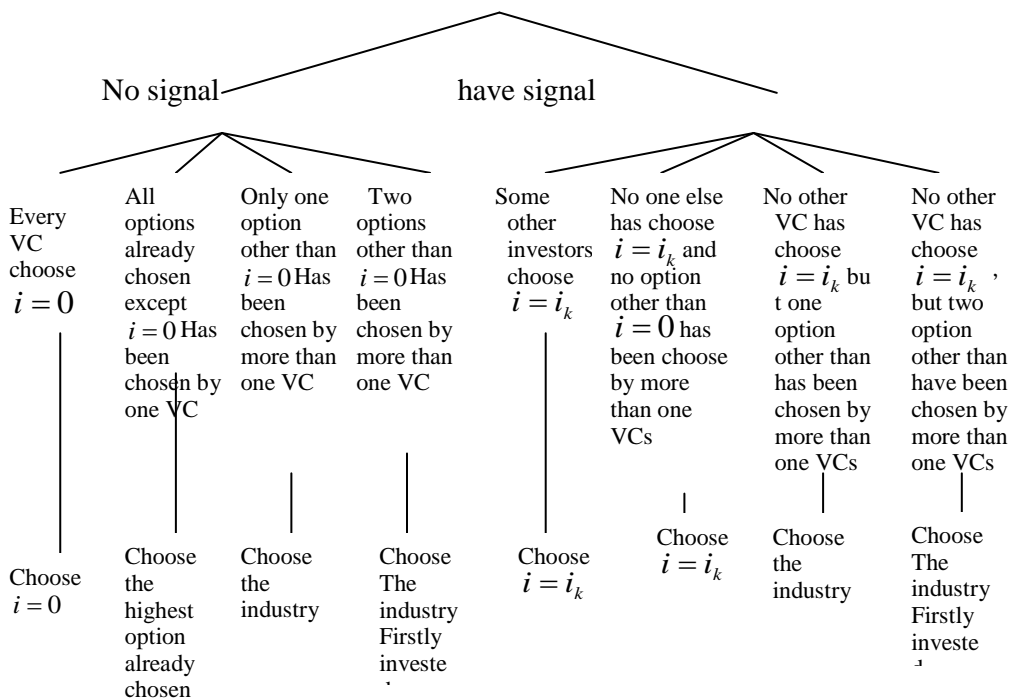 No signal
have signal
Every
VC
choose
i = 0
All
options
already
chosen
except
i = 0 Has
been
chosen by
one VC
Only one
option
other than
i = 0 Has
been
chosen by
more than
one VC
Two
options
other than
i = 0 Has
been
chosen by
more than
one VC
Some
other
investors
choose
i = i_k
No one else
has choose
i = i_k and
no option
other than
i = 0 has
been choose
by more
than one
VCs
No other
VC has
choose
i = i_k bu
t one
option
other than
has been
chosen by
more than
one VCs
No other
VC has
choose
i = i_k ,
but two
option
other than
have been
chosen by
more than
one VCs
Choose
i = 0
Choose
the
highest
option
already
chosen
Choose
the
industry
Choose
The
industry
Firstly
investe
Choose
i = i_k
Choose
i = i_k
Choose
the
industry
Choose
The
industry
Firstly
investe